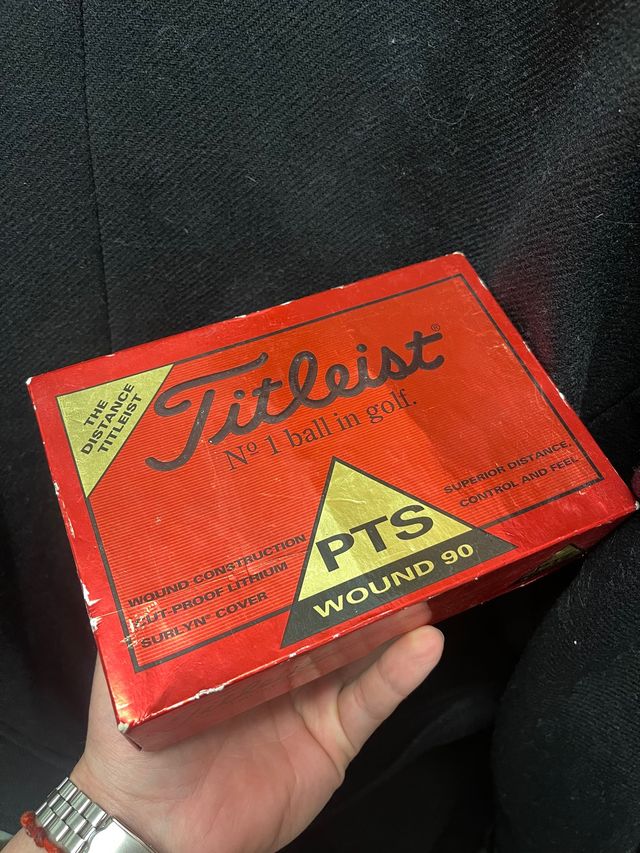 THE
DISTANCE
TITLEIST
Titleist®
Nº 1 ball in golf.
SUPERIOR DISTANCE,
CONTROL AND FEEL
PTS
WOUND 90
WOUND CONSTRUCTION
CUT-PROOF LITHIUM
SURLYN® COVER